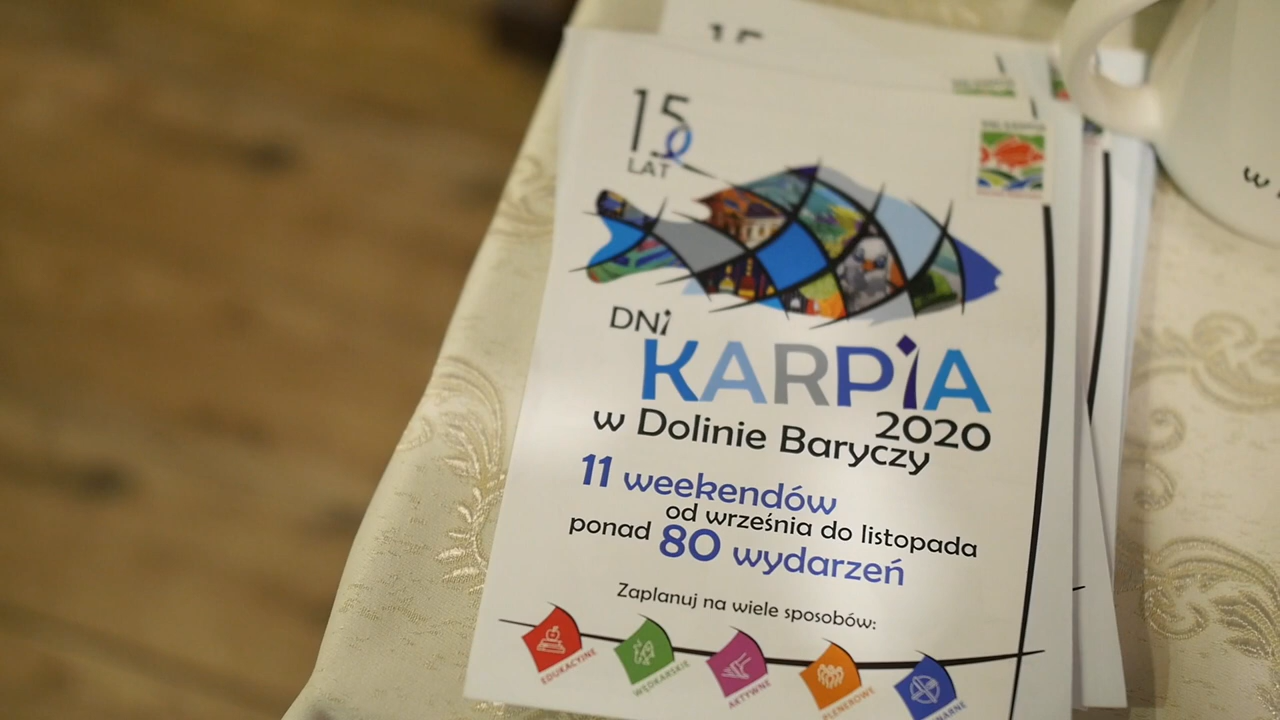 15
LAT
DNi
KARPiA
2020
w Dolinie Baryczy
11 weekendów
od września do listopada
ponad 80 wydarzeń
Zaplanuj na wiele sposobów:
EDUKACYJNE
WĘDKARSKIE
AKTYWNE
PLENEROWE
15
w